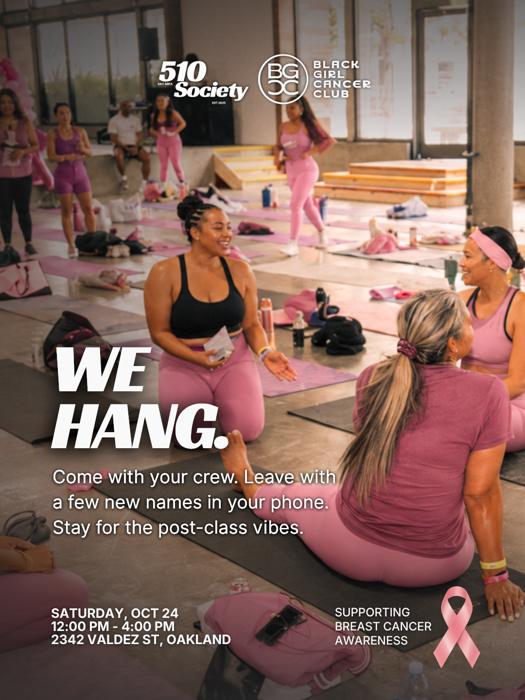 510
Society
BLACK
GIRL
CANCER
CLUB
BG
CC
WE
HANG.
Come with your crew. Leave with
a few new names in your phone.
Stay for the post-class vibes.
SATURDAY, OCT 24
12:00 PM - 4:00 PM
2342 VALDEZ ST, OAKLAND
SUPPORTING
BREAST CANCER
AWARENESS